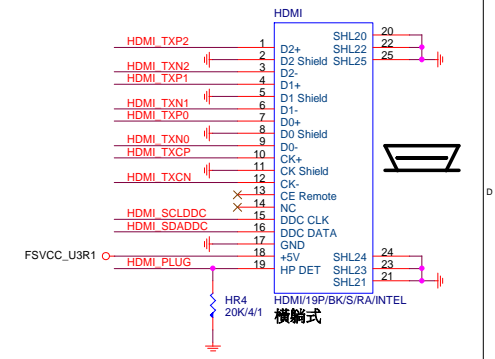 HDMI
HDMI_TXP2 1 D2+ SHL20 20
2 D2 Shield SHL22 22
HDMI_TXN2 3 D2- SHL25 25
HDMI_TXP1 4 D1+
5 D1 Shield
HDMI_TXN1 6 D1-
HDMI_TXP0 7 D0+
8 D0 Shield
HDMI_TXN0 9 D0-
HDMI_TXCP 10 CK+
11 CK Shield
HDMI_TXCN 12 CK-
13 CE Remote
14 NC
HDMI_SCLDDC 15 DDC CLK
HDMI_SDADDC 16 DDC DATA
17 GND
FSVCC_U3R1 18 +5V SHL24 24
HDMI_PLUG 19 HP DET SHL23 23
SHL21 21
HR4 HDMI/19P/BK/S/RA/INTEL
20K/4/1 橫躺式
D